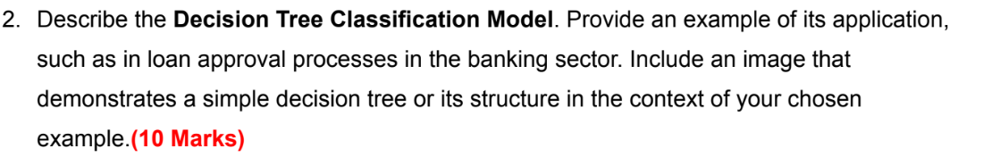 2. Describe the Decision Tree Classification Model. Provide an example of its application,
such as in loan approval processes in the banking sector. Include an image that
demonstrates a simple decision tree or its structure in the context of your chosen
example.(10 Marks)